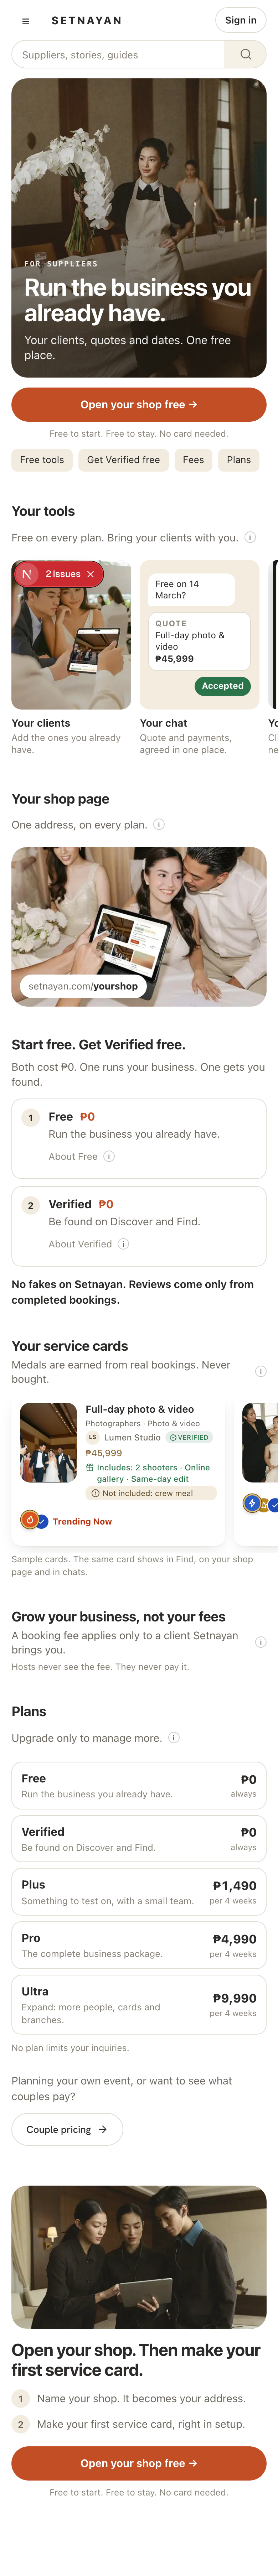 SETNAYAN
Sign in
Suppliers, stories, guides
FOR SUPPLIERS
Run the business you
already have.
Your clients, quotes and dates. One free
place.
Open your shop free →
Free to start. Free to stay. No card needed.
Free tools
Get Verified free
Fees
Plans
Your tools
Free on every plan. Bring your clients with you.
N 2 Issues ×
Free on 14
March?
QUOTE
Full-day photo &
video
₱45,999
Accepted
Your clients
Add the ones you already
have.
Your chat
Quote and payments,
agreed in one place.
Your shop page
One address, on every plan.
setnayan.com/yourshop
Start free. Get Verified free.
Both cost ₱0. One runs your business. One gets you
found.
1
Free ₱0
Run the business you already have.
About Free
2
Verified ₱0
Be found on Discover and Find.
About Verified
No fakes on Setnayan. Reviews come only from
completed bookings.
Your service cards
Medals are earned from real bookings. Never
bought.
Full-day photo & video
Photographers · Photo & video
LS Lumen Studio VERIFIED
₱45,999
Includes: 2 shooters · Online
gallery · Same-day edit
Not included: crew meal
Trending Now
Sample cards. The same card shows in Find, on your shop
page and in chats.
Grow your business, not your fees
A booking fee applies only to a client Setnayan
brings you.
Hosts never see the fee. They never pay it.
Plans
Upgrade only to manage more.
Free ₱0
Run the business you already have. always
Verified ₱0
Be found on Discover and Find. always
Plus ₱1,490
Something to test on, with a small team. per 4 weeks
Pro ₱4,990
The complete business package. per 4 weeks
Ultra ₱9,990
Expand: more people, cards and
branches.
per 4 weeks
No plan limits your inquiries.
Planning your own event, or want to see what
couples pay?
Couple pricing →
Open your shop. Then make your
first service card.
1 Name your shop. It becomes your address.
2 Make your first service card, right in setup.
Open your shop free →
Free to start. Free to stay. No card needed.